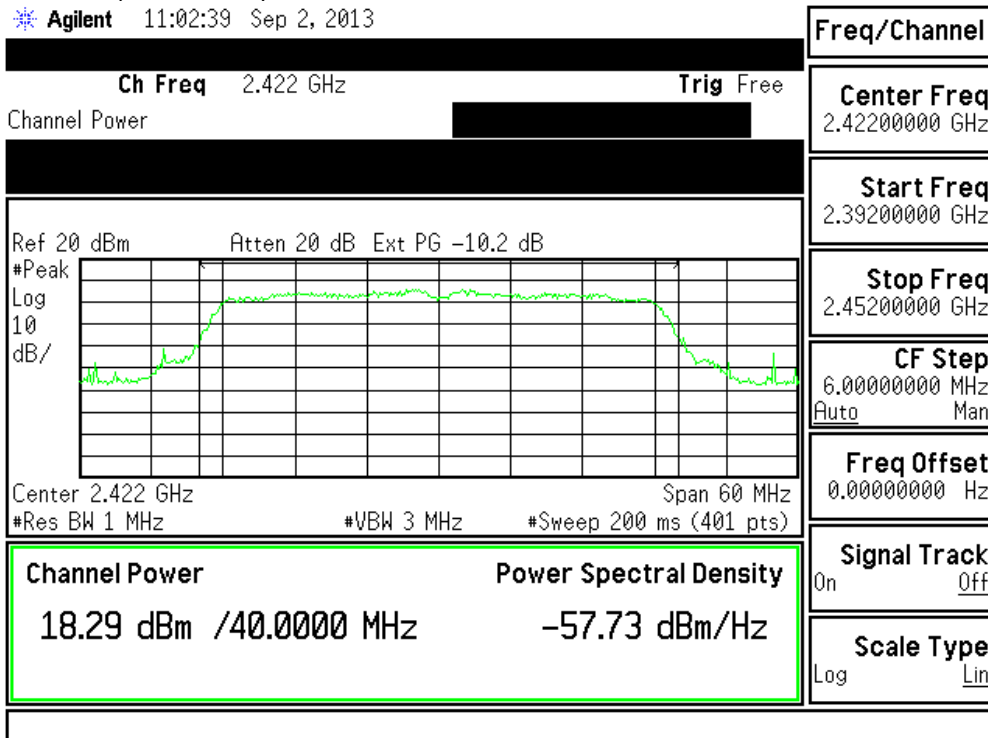 Agilent 11:02:39 Sep 2, 2013
Ch Freq 2.422 GHz Trig Free
Channel Power
Ref 20 dBm Atten 20 dB Ext PG -10.2 dB
#Peak
Log
10
dB/
Center 2.422 GHz Span 60 MHz
#Res BW 1 MHz #VBW 3 MHz #Sweep 200 ms (401 pts)
Channel Power Power Spectral Density
18.29 dBm /40.0000 MHz -57.73 dBm/Hz
Freq/Channel
Center Freq
2.42200000 GHz
Start Freq
2.39200000 GHz
Stop Freq
2.45200000 GHz
CF Step
6.00000000 MHz
Auto Man
Freq Offset
0.00000000 Hz
Signal Track
On Off
Scale Type
Log Lin